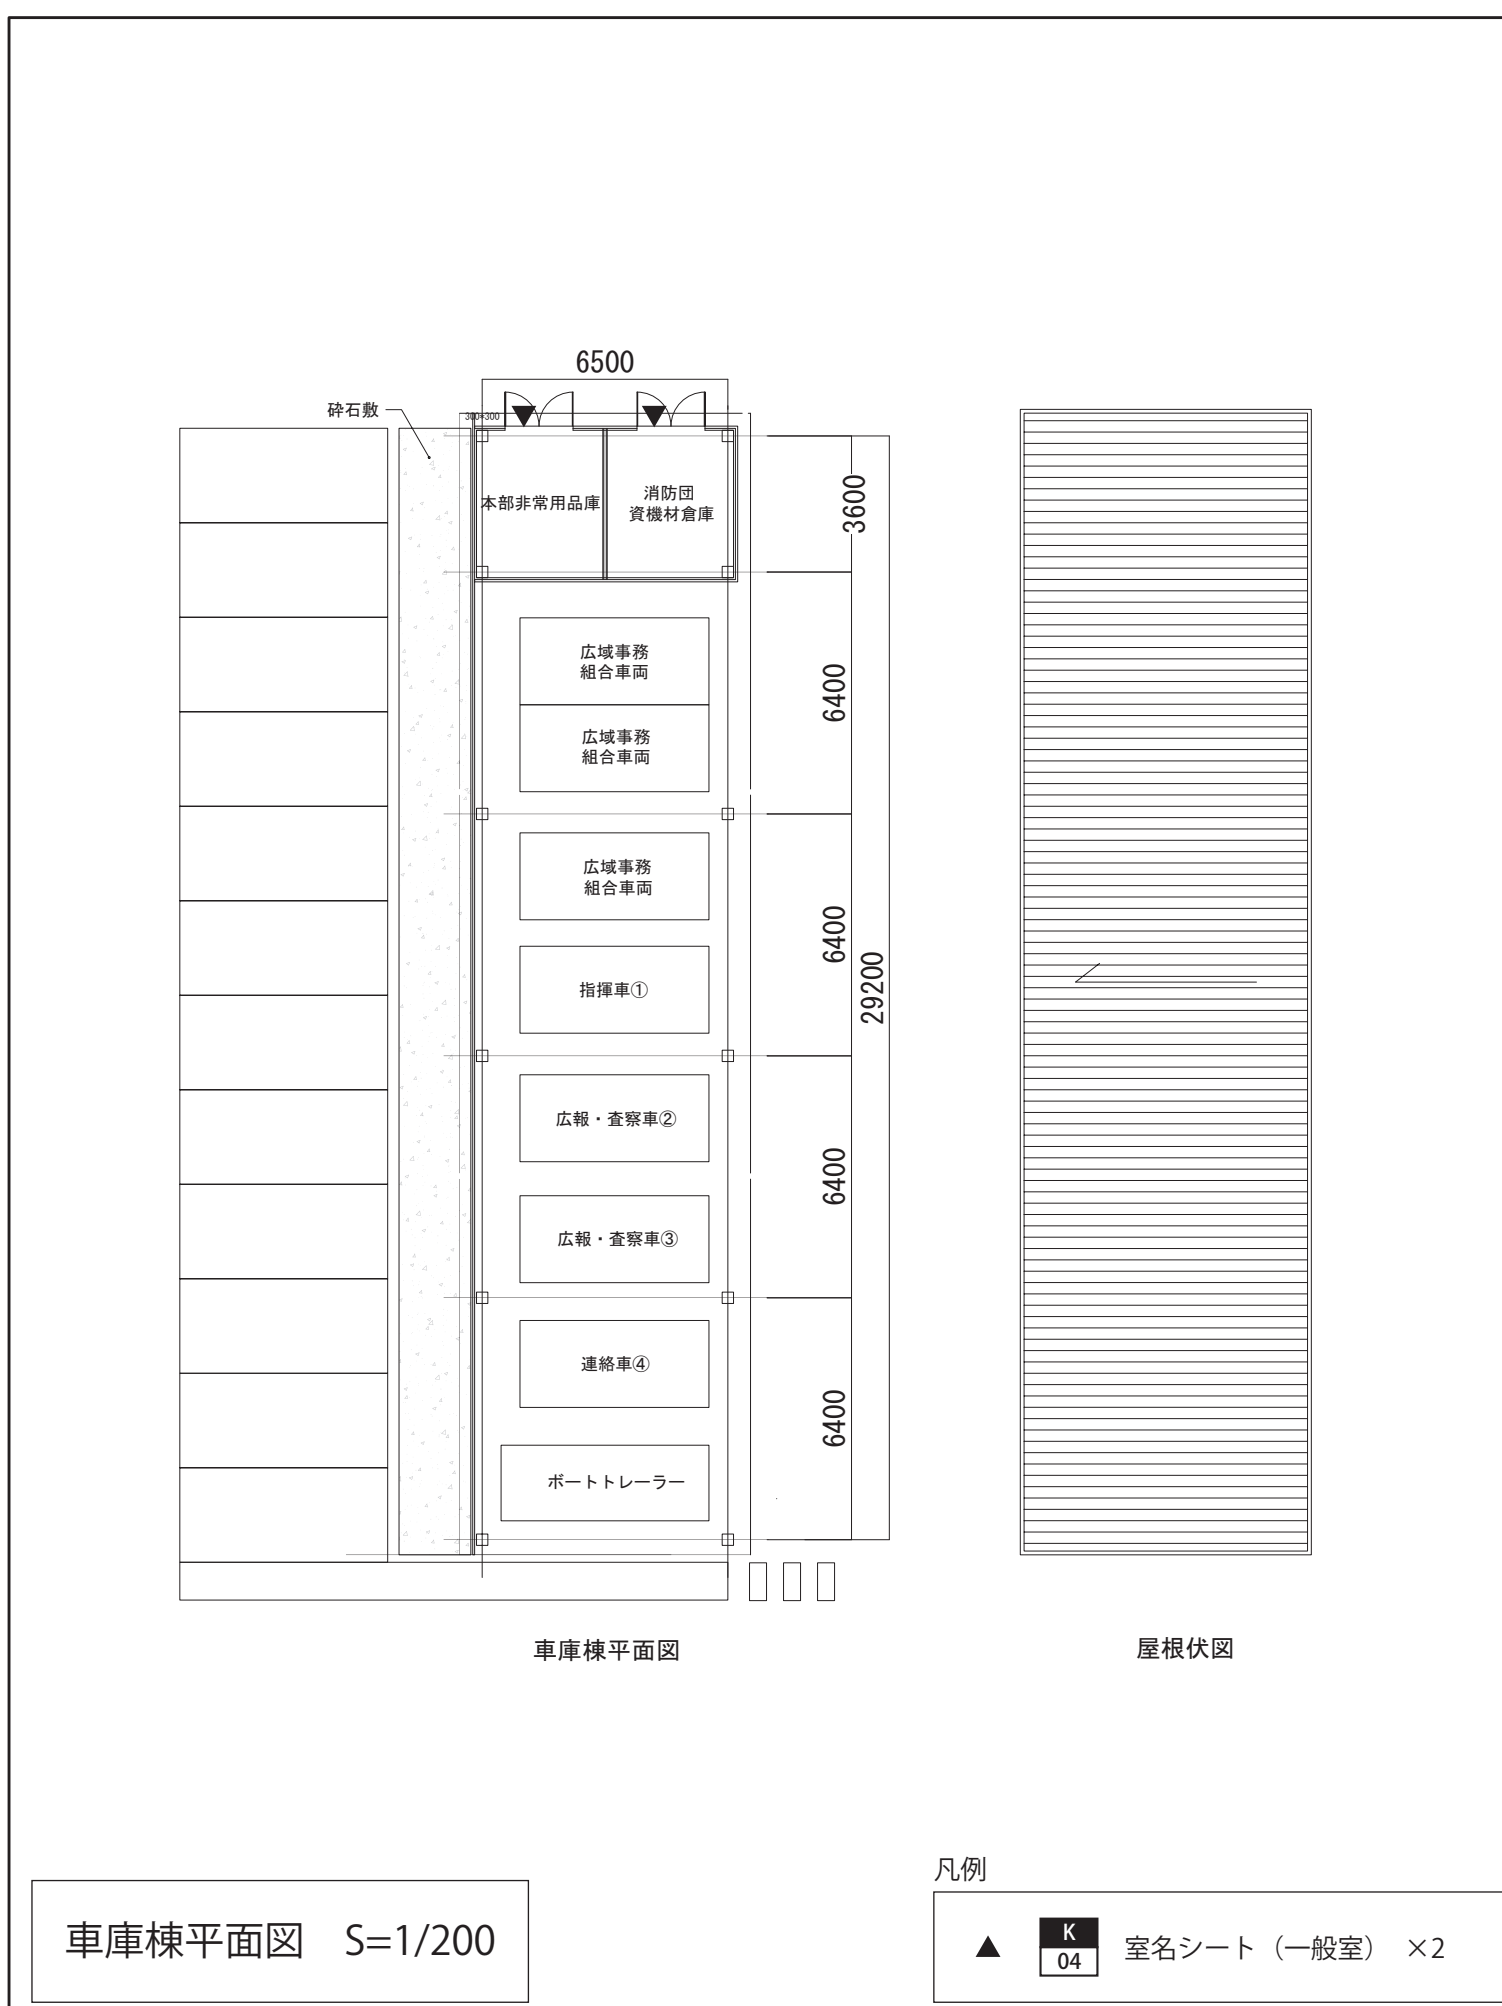 6500
砕石敷
300×300
本部非常用品庫
消防団
資機材倉庫
3600
広域事務
組合車両
6400
広域事務
組合車両
広域事務
組合車両
6400
29200
指揮車①
広報・査察車②
6400
広報・査察車③
連絡車④
6400
ボートトレーラー
車庫棟平面図
屋根伏図
凡例
車庫棟平面図 S=1/200
▲ K
04
室名シート（一般室） ×2